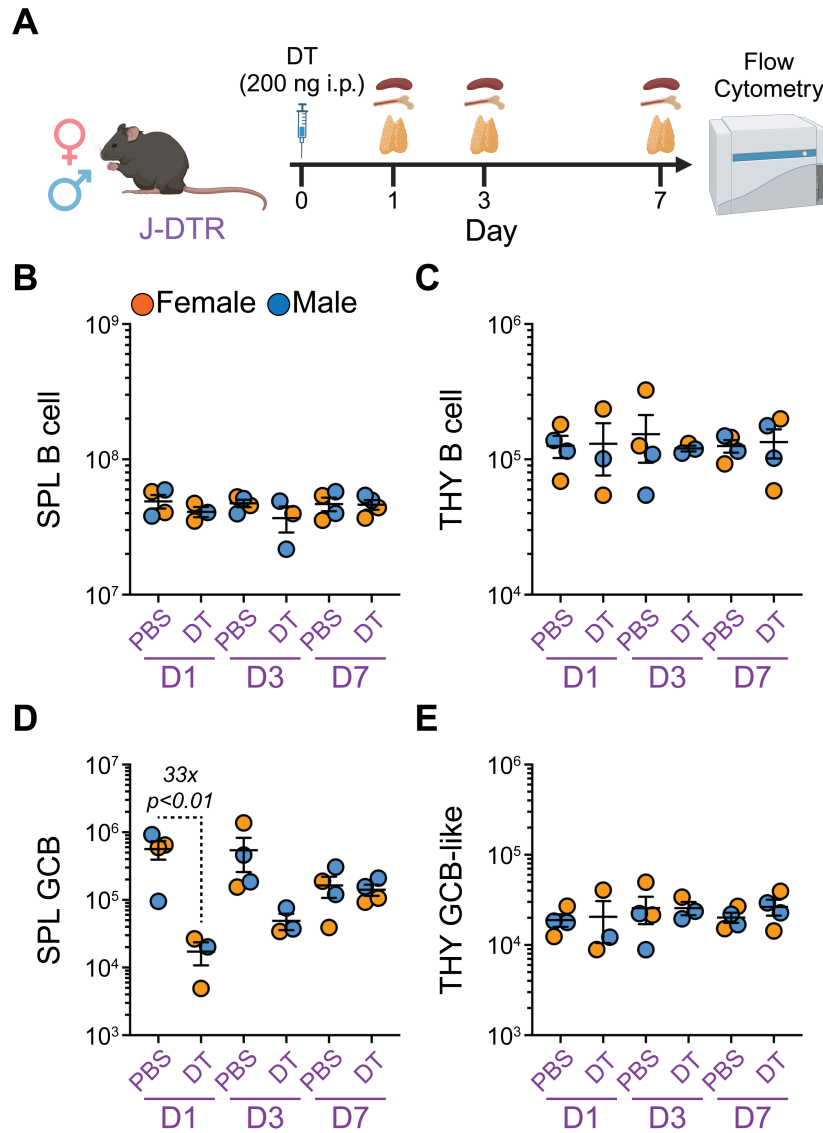 A
DT
(200 ng i.p.)
Flow
Cytometry
♀
♂
J-DTR
0
1
3
7
Day
B
Female
Male
SPL B cell
10⁹
10⁸
10⁷
PBS
DT
PBS
DT
PBS
DT
D1
D3
D7
C
THY B cell
10⁶
10⁵
10⁴
PBS
DT
PBS
DT
PBS
DT
D1
D3
D7
D
33x
p<0.01
SPL GCB
10⁷
10⁶
10⁵
10⁴
10³
PBS
DT
PBS
DT
PBS
DT
D1
D3
D7
E
THY GCB-like
10⁶
10⁵
10⁴
10³
PBS
DT
PBS
DT
PBS
DT
D1
D3
D7